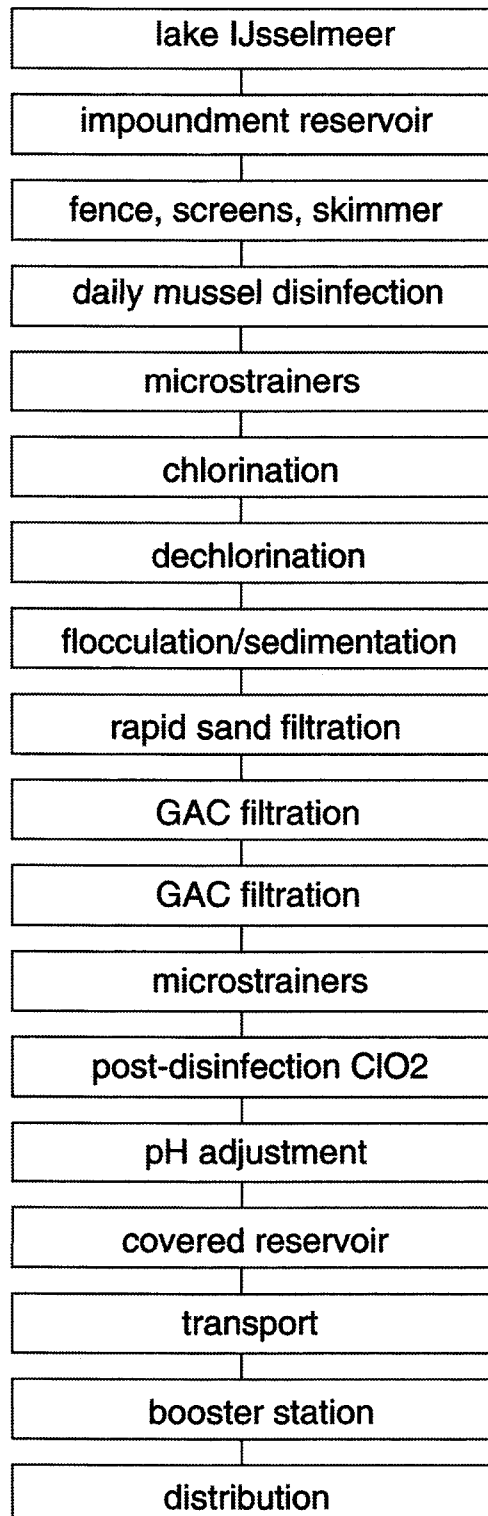 lake IJsselmeer
impoundment reservoir
fence, screens, skimmer
daily mussel disinfection
microstrainers
chlorination
dechlorination
flocculation/sedimentation
rapid sand filtration
GAC filtration
GAC filtration
microstrainers
post-disinfection ClO2
pH adjustment
covered reservoir
transport
booster station
distribution